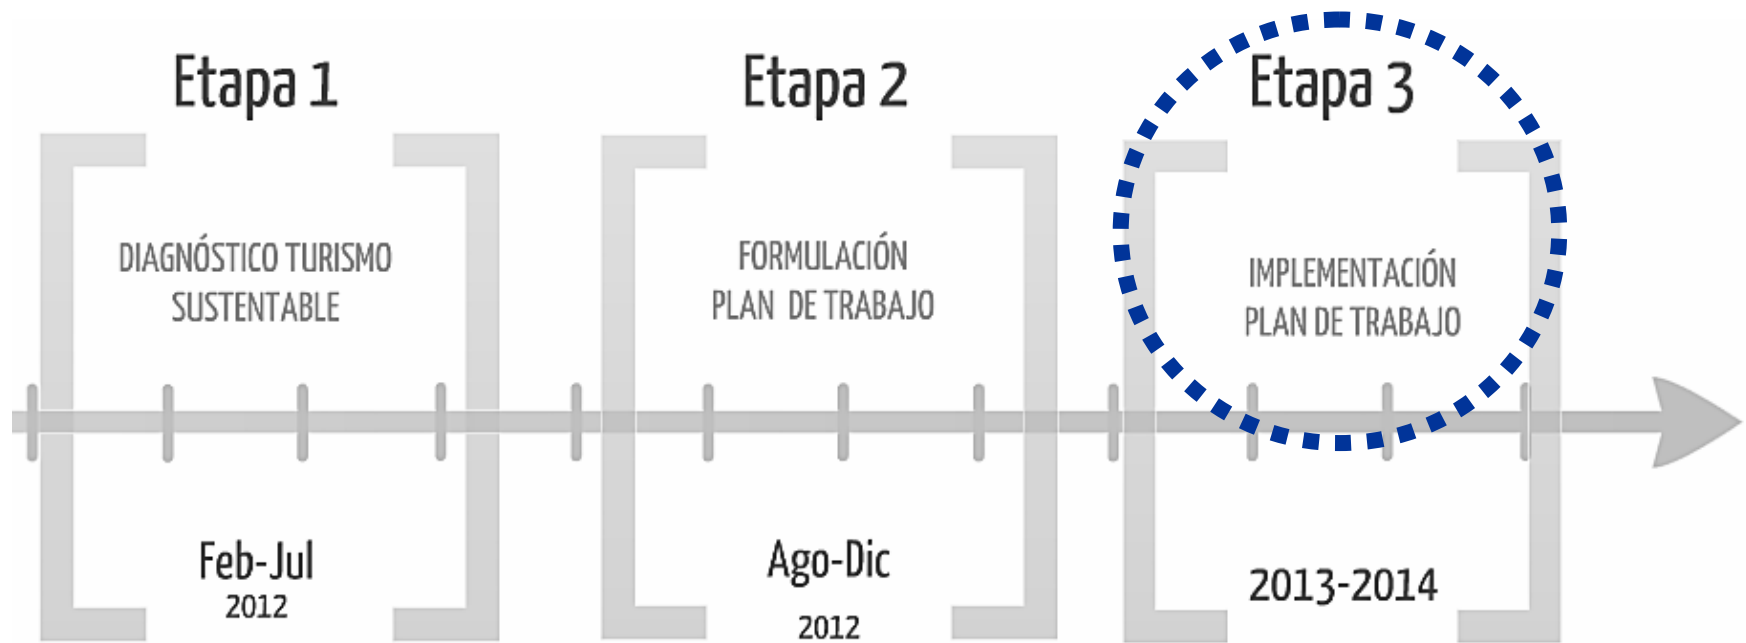 Etapa 1
DIAGNÓSTICO TURISMO
SUSTENTABLE
Feb-Jul
2012
Etapa 2
FORMULACIÓN
PLAN DE TRABAJO
Ago-Dic
2012
Etapa 3
IMPLEMENTACIÓN
PLAN DE TRABAJO
2013-2014